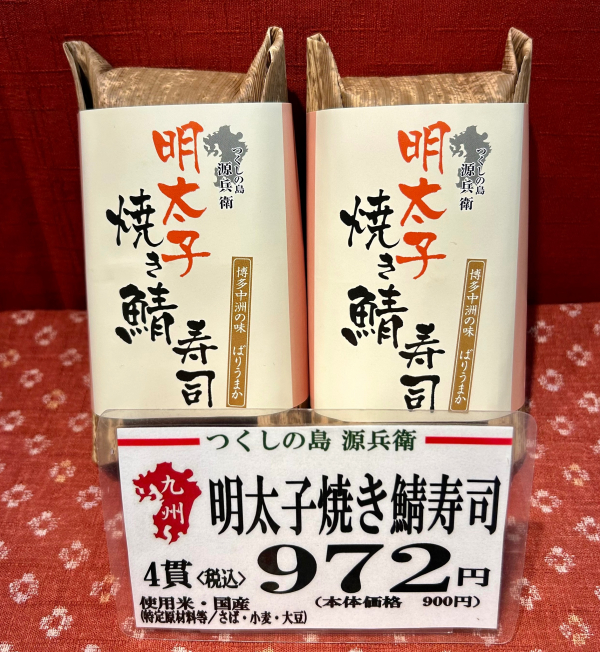 明太子
焼き鯖寿司
つくしの島
源兵衛
博多中洲の味 ばりうまか
明太子
焼き鯖寿司
つくしの島
源兵衛
博多中洲の味 ばりうまか
つくしの島 源兵衛
九州
明太子焼き鯖寿司
4貫〈税込〉972円
使用米・国産 (本体価格 900円)
(特定原材料等/さば・小麦・大豆)